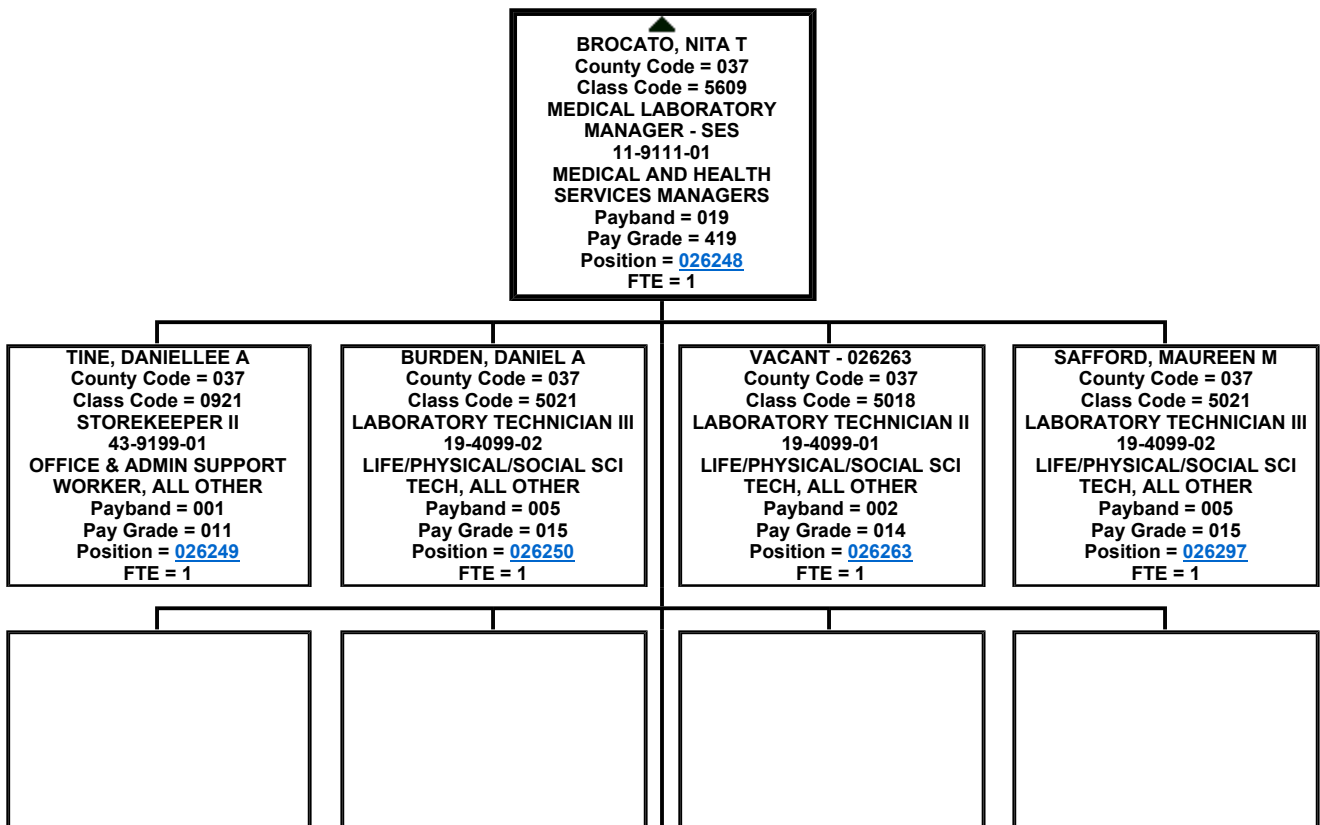 BROCATO, NITA T
County Code = 037
Class Code = 5609
MEDICAL LABORATORY
MANAGER - SES
11-9111-01
MEDICAL AND HEALTH
SERVICES MANAGERS
Payband = 019
Pay Grade = 419
Position = 026248
FTE = 1
TINE, DANIELLEE A
County Code = 037
Class Code = 0921
STOREKEEPER II
43-9199-01
OFFICE & ADMIN SUPPORT
WORKER, ALL OTHER
Payband = 001
Pay Grade = 011
Position = 026249
FTE = 1
BURDEN, DANIEL A
County Code = 037
Class Code = 5021
LABORATORY TECHNICIAN III
19-4099-02
LIFE/PHYSICAL/SOCIAL SCI
TECH, ALL OTHER
Payband = 005
Pay Grade = 015
Position = 026250
FTE = 1
VACANT - 026263
County Code = 037
Class Code = 5018
LABORATORY TECHNICIAN II
19-4099-01
LIFE/PHYSICAL/SOCIAL SCI
TECH, ALL OTHER
Payband = 002
Pay Grade = 014
Position = 026263
FTE = 1
SAFFORD, MAUREEN M
County Code = 037
Class Code = 5021
LABORATORY TECHNICIAN III
19-4099-02
LIFE/PHYSICAL/SOCIAL SCI
TECH, ALL OTHER
Payband = 005
Pay Grade = 015
Position = 026297
FTE = 1